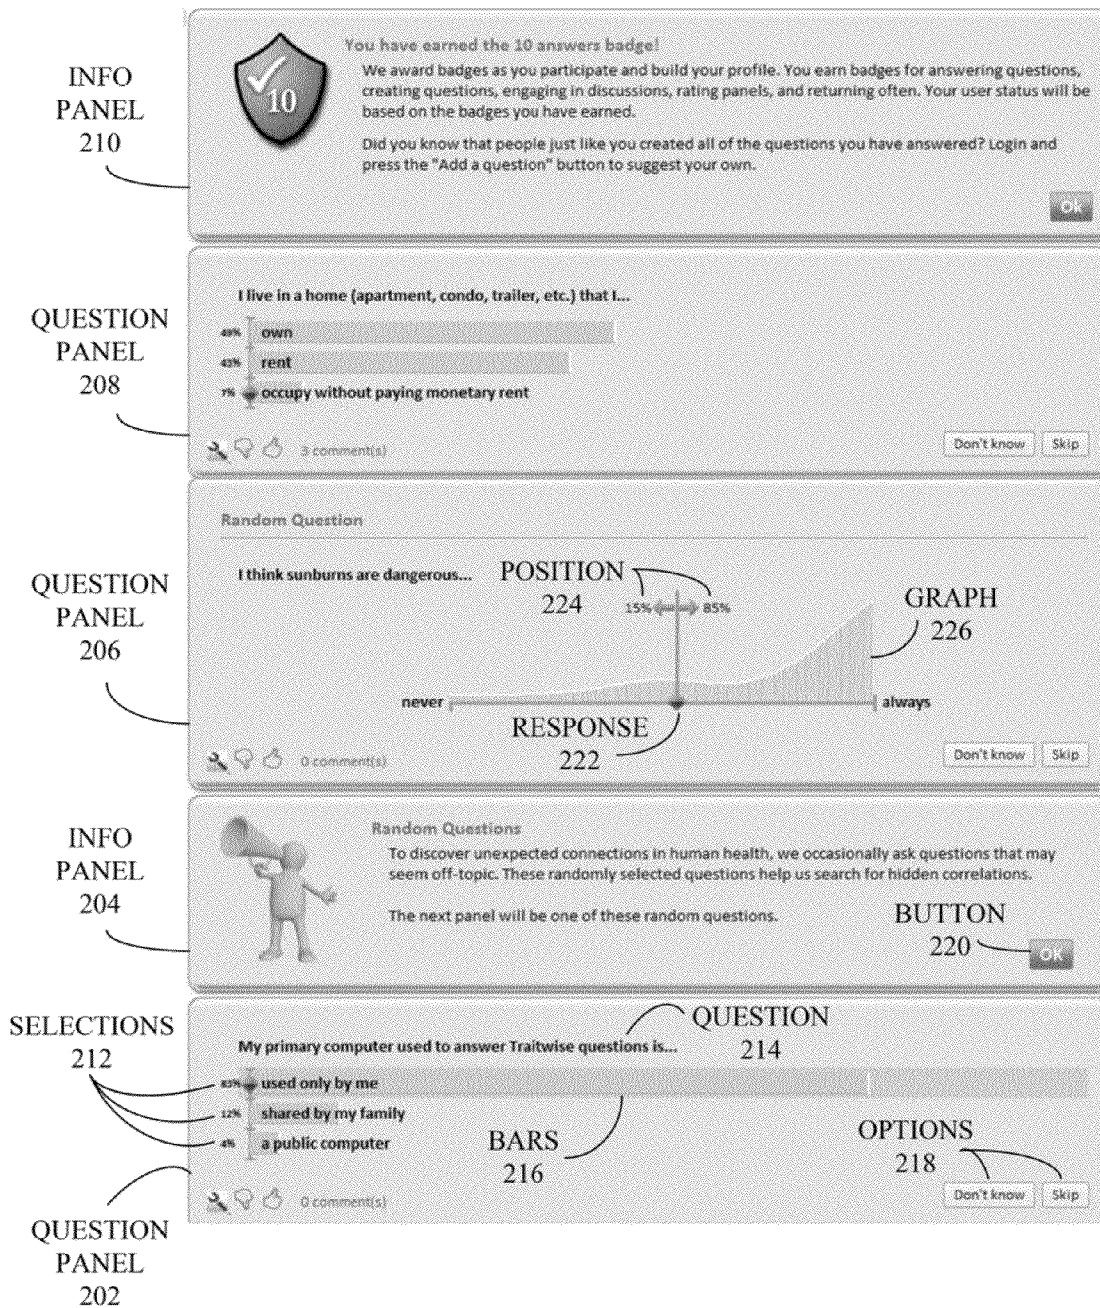 You have earned the 10 answers badge!
We award badges as you participate and build your profile. You earn badges for answering questions,
creating questions, engaging in discussions, rating panels, and returning often. Your user status will be
based on the badges you have earned.
Did you know that people just like you created all of the questions you have answered? Login and
press the "Add a question" button to suggest your own.
10
Ok
INFO
PANEL
210
I live in a home (apartment, condo, trailer, etc.) that I...
49% own
43% rent
7% occupy without paying monetary rent
3 comment(s)
Don't know Skip
QUESTION
PANEL
208
Random Question
I think sunburns are dangerous...
POSITION
224
15% 85%
GRAPH
226
never always
RESPONSE
222
0 comment(s)
Don't know Skip
QUESTION
PANEL
206
Random Questions
To discover unexpected connections in human health, we occasionally ask questions that may
seem off-topic. These randomly selected questions help us search for hidden correlations.
The next panel will be one of these random questions.
BUTTON
220
OK
INFO
PANEL
204
SELECTIONS
212
QUESTION
214
My primary computer used to answer Traitwise questions is...
83% used only by me
12% shared by my family
4% a public computer
BARS
216
OPTIONS
218
0 comment(s)
Don't know Skip
QUESTION
PANEL
202